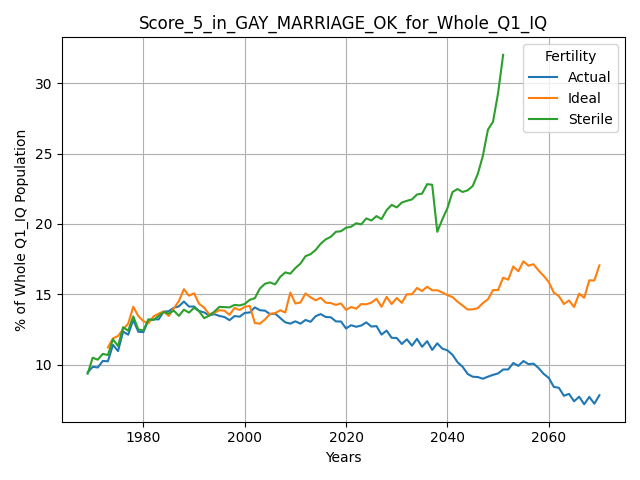 Score_5_in_GAY_MARRIAGE_OK_for_Whole_Q1_IQ
Fertility
Actual
Ideal
Sterile
% of Whole Q1_IQ Population
30
25
20
15
10
1980
2000
2020
2040
2060
Years